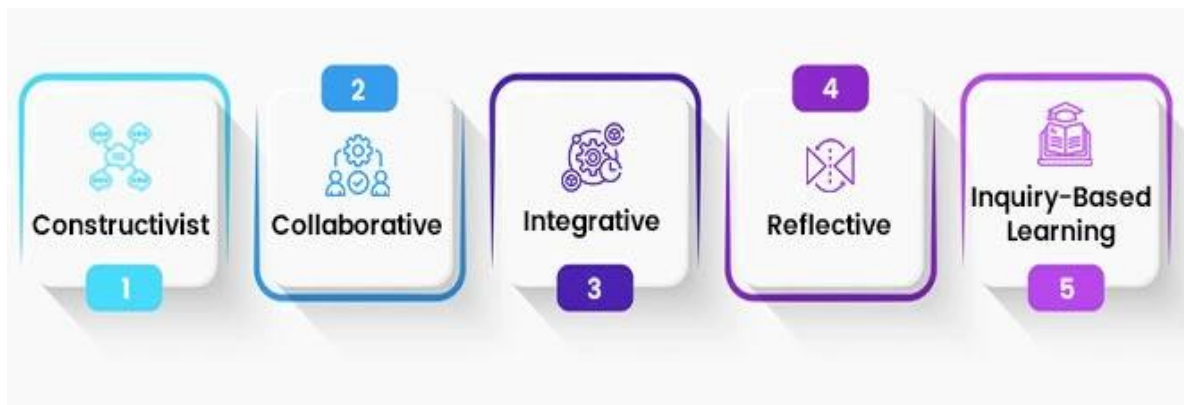 Constructivist
1
2
Collaborative
Integrative
3
4
Reflective
Inquiry-Based
Learning
5